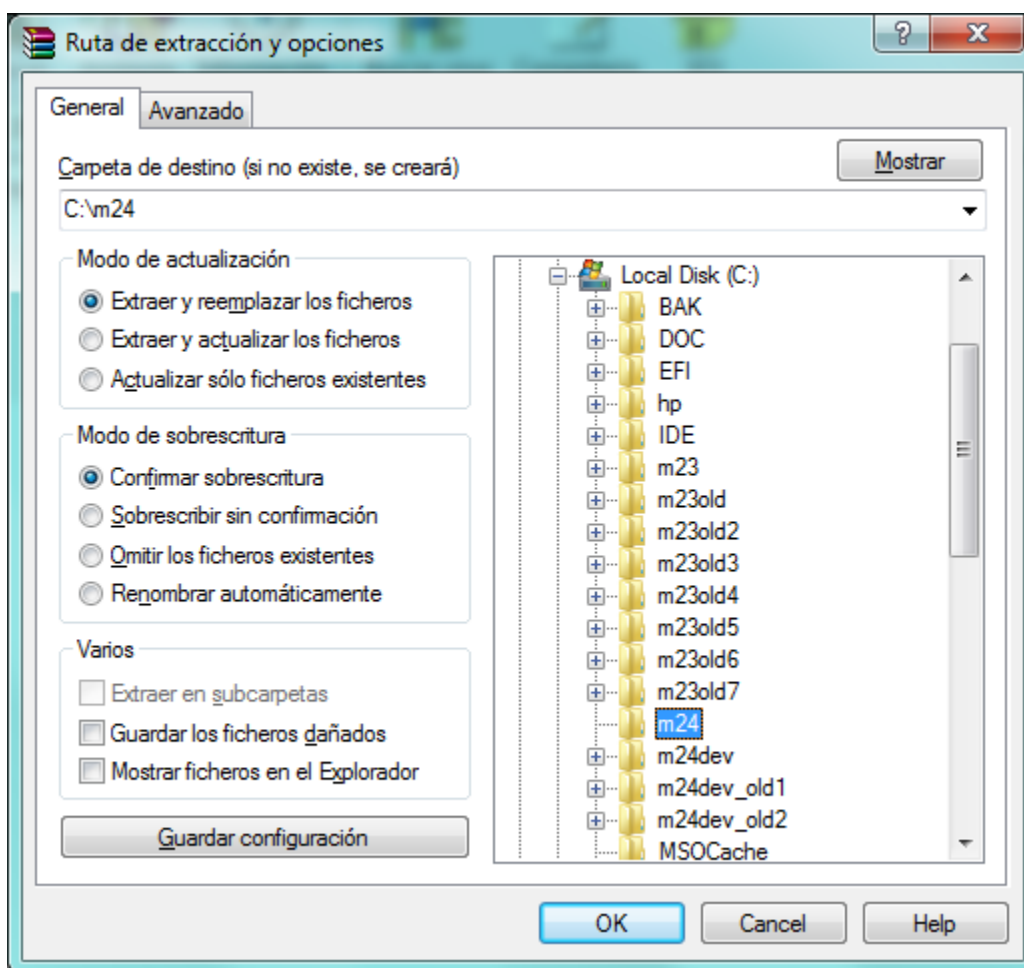 Ruta de extracción y opciones
General
Avanzado
Carpeta de destino (si no existe, se creará)
Mostrar
C:\m24
Modo de actualización
Extraer y reemplazar los ficheros
Extraer y actualizar los ficheros
Actualizar sólo ficheros existentes
Modo de sobrescritura
Confirmar sobrescritura
Sobrescribir sin confirmación
Omitir los ficheros existentes
Renombrar automáticamente
Varios
Extraer en subcarpetas
Guardar los ficheros dañados
Mostrar ficheros en el Explorador
Guardar configuración
Local Disk (C:)
BAK
DOC
EFI
hp
IDE
m23
m23old
m23old2
m23old3
m23old4
m23old5
m23old6
m23old7
m24
m24dev
m24dev_old1
m24dev_old2
MSOCache
OK
Cancel
Help